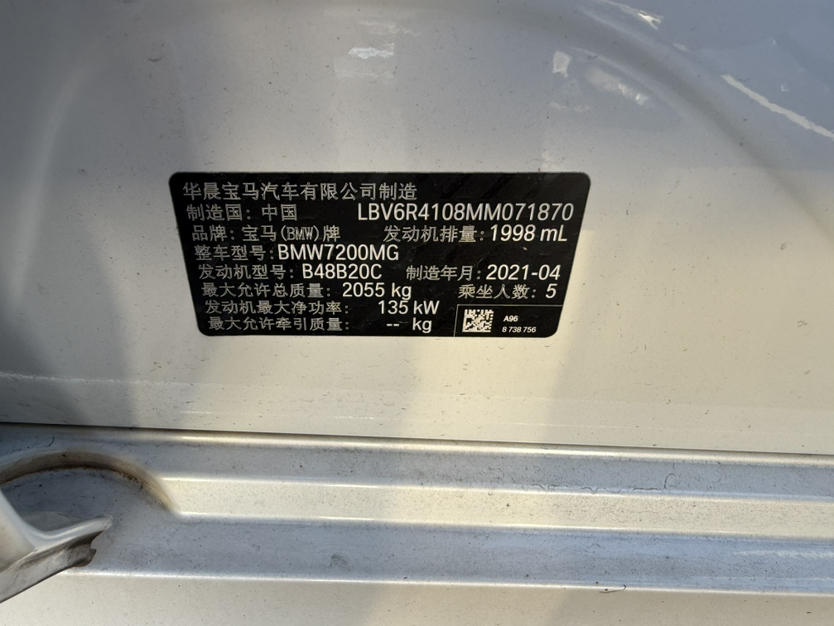 华晨宝马汽车有限公司制造
制造国：中国 LBV6R4108MM071870
品牌：宝马(BMW)牌 发动机排量：1998 mL
整车型号：BMW7200MG
发动机型号：B48B20C 制造年月：2021-04
最大允许总质量：2055 kg 乘坐人数：5
发动机最大净功率：135 kW
最大允许牵引质量：-- kg
A96
8 738 756